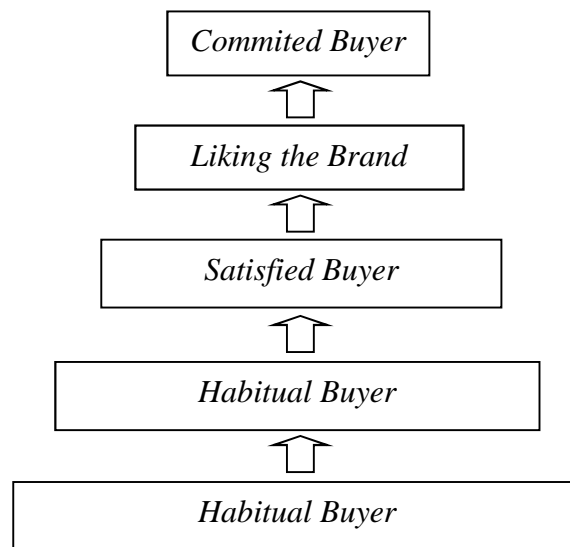 Commited Buyer
Liking the Brand
Satisfied Buyer
Habitual Buyer
Habitual Buyer